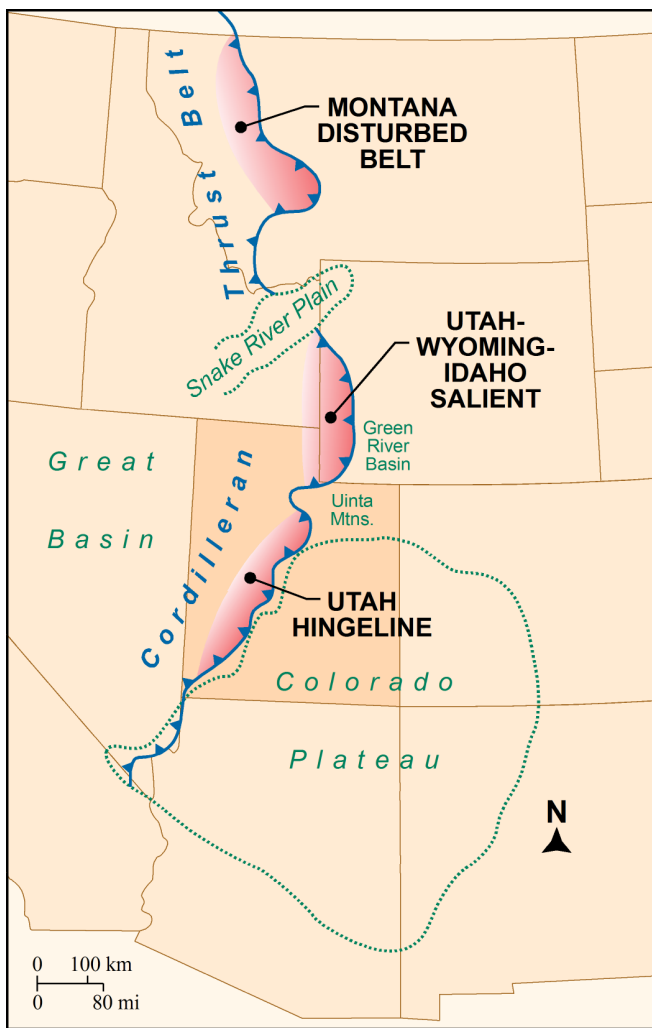 Thrust Belt
MONTANA
DISTURBED
BELT
Snake River Plain
UTAH-
WYOMING-
IDAHO
SALIENT
Green
River
Basin
Great
Basin
Uinta
Mtns.
Cordilleran
UTAH
HINGELINE
Colorado
Plateau
N
0 100 km
0 80 mi